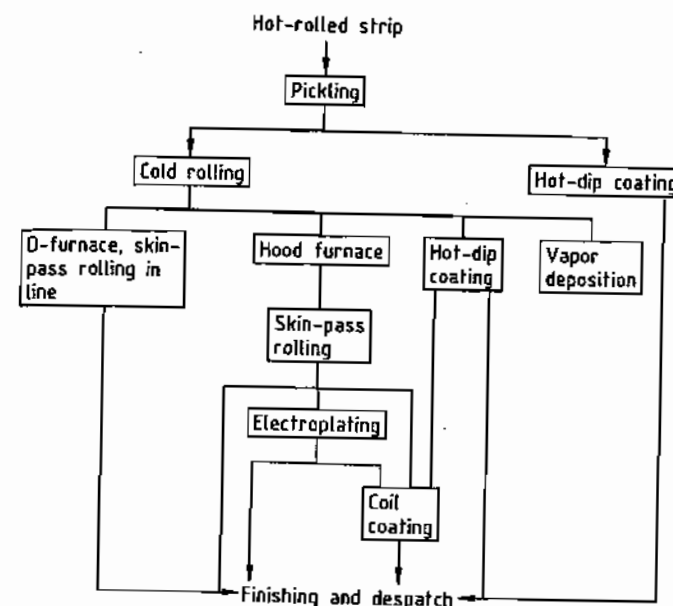 Hot-rolled strip
Pickling
Cold rolling
Hot-dip coating
D-furnace, skin-
pass rolling in
line
Hood furnace
Hot-dip
coating
Vapor
deposition
Skin-pass
rolling
Electroplating
Coil
coating
Finishing and despatch